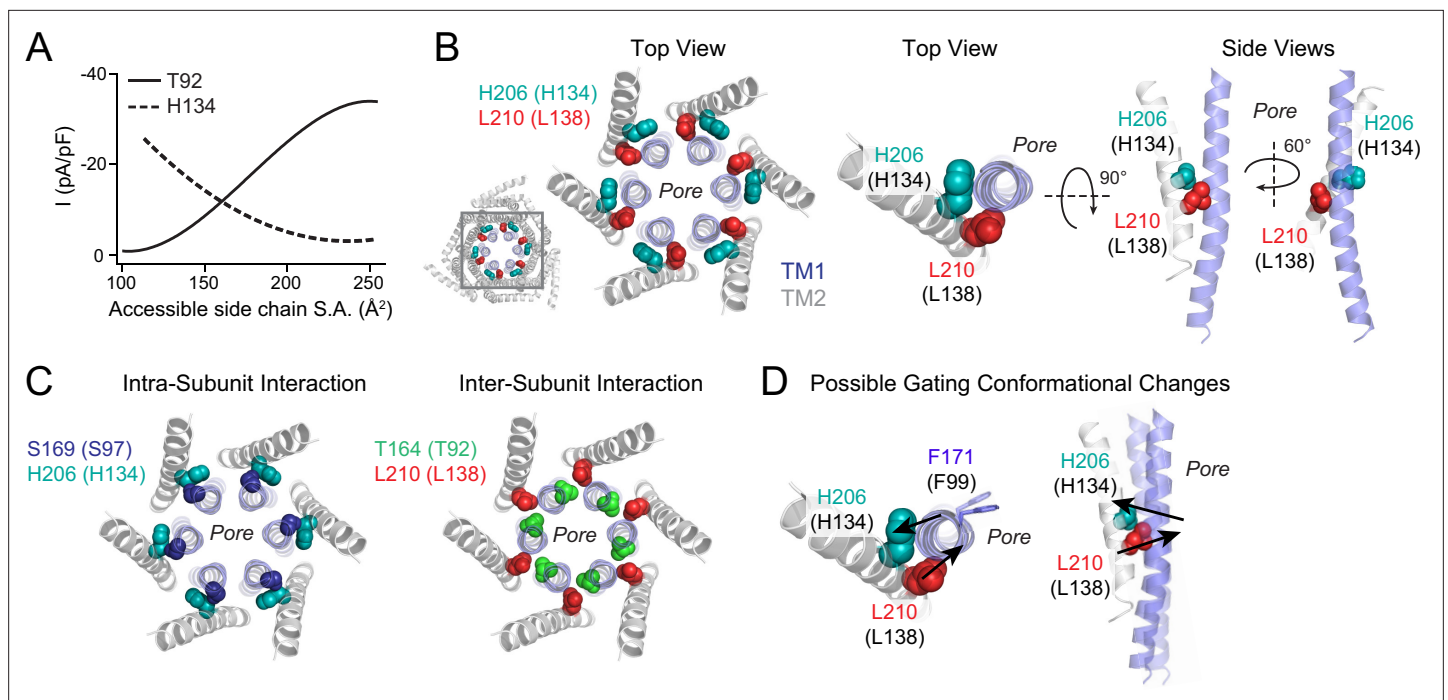 A
-40
-20
0
I (pA/pF)
T92
H134
100
150
200
250
Accessible side chain S.A. (Å²)
B
Top View
H206 (H134)
L210 (L138)
Pore
TM1
TM2
Top View
H206
(H134)
Pore
L210
(L138)
90°
Side Views
H206
(H134)
L210
(L138)
Pore
60°
H206
(H134)
L210
(L138)
C
Intra-Subunit Interaction
S169 (S97)
H206 (H134)
Pore
Inter-Subunit Interaction
T164 (T92)
L210 (L138)
Pore
D
Possible Gating Conformational Changes
F171
(F99)
H206
(H134)
Pore
L210
(L138)
H206
(H134)
Pore
L210
(L138)